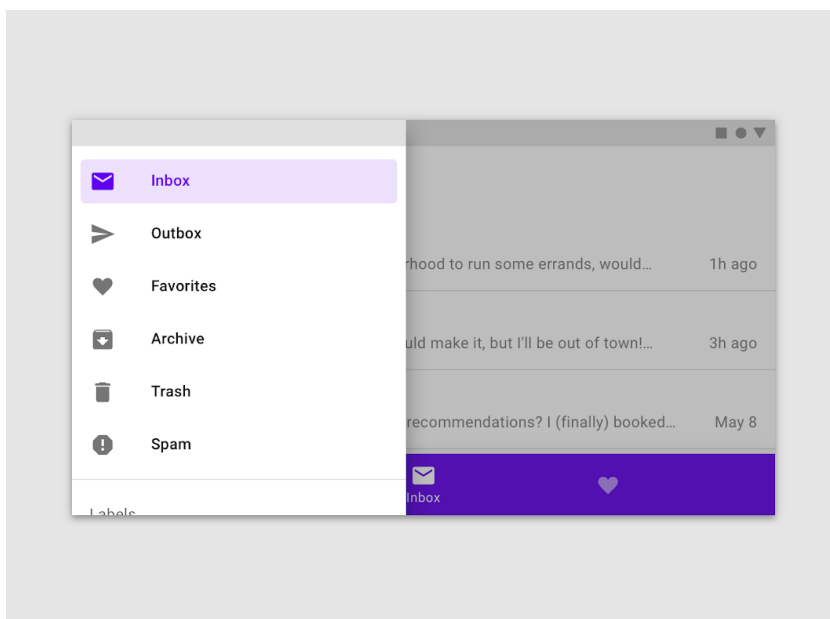 Inbox
Outbox
Favorites
Archive
Trash
Spam
Labels
rhood to run some errands, would… 1h ago
uld make it, but I'll be out of town!… 3h ago
recommendations? I (finally) booked… May 8
Inbox